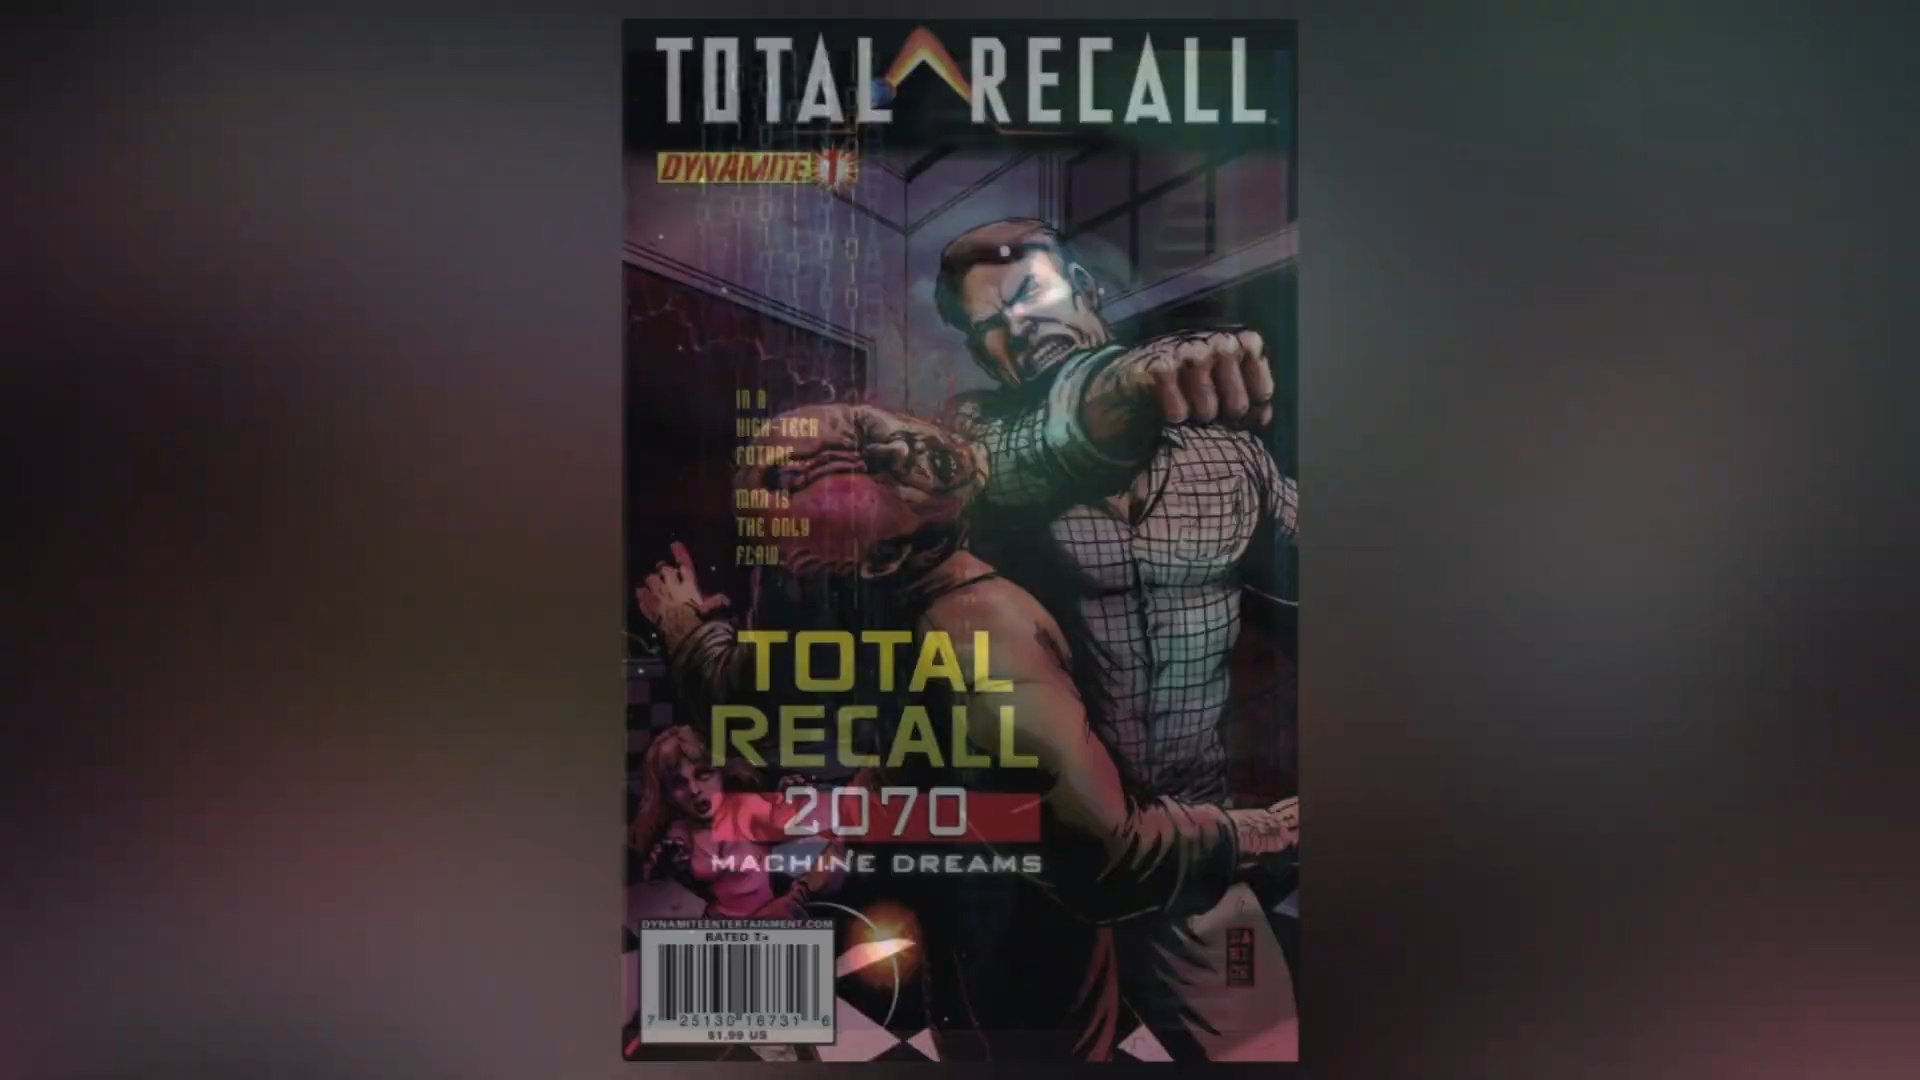 TOTAL RECALL
DYNAMITE 1
IN A
HIGH-TECH
FUTURE...
MAN IS
THE ONLY
FLAW.
TOTAL
RECALL
2070
MACHINE DREAMS
DYNAMITEENTERTAINMENT.COM
RATED T+
7 25130 16731 6
$1.99 US